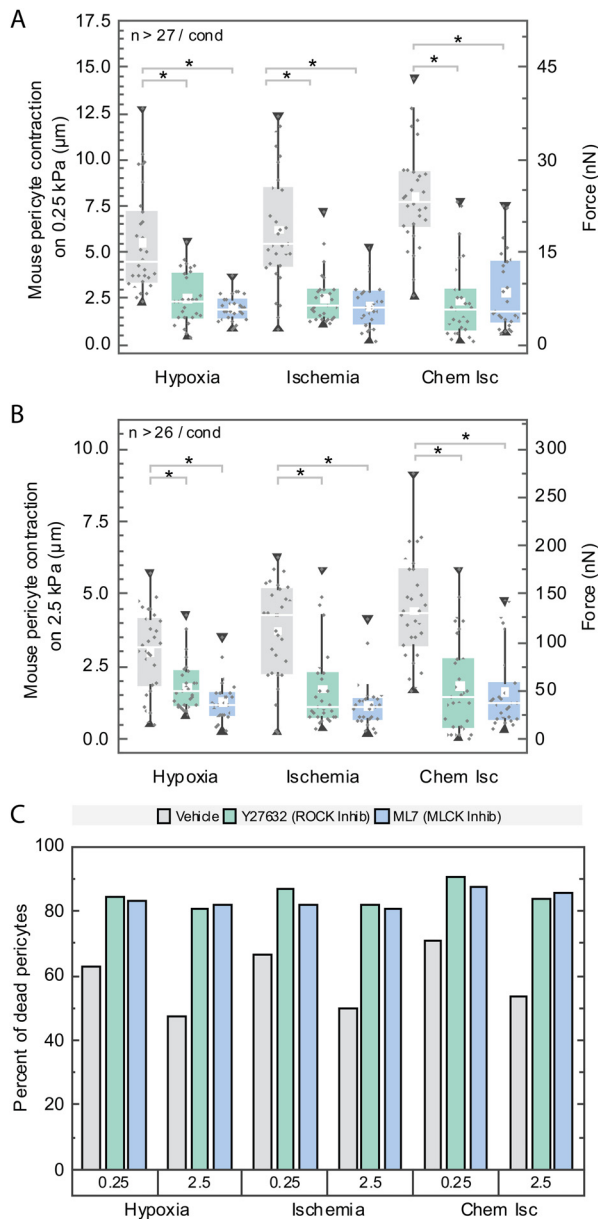 A
n > 27 / cond
17.5
15.0
12.5
10.0
7.5
5.0
2.5
0.0
Mouse pericyte contraction
on 0.25 kPa (µm)
45
30
15
0
Force (nN)
* * * * * *
Hypoxia Ischemia Chem Isc
B
n > 26 / cond
10.0
7.5
5.0
2.5
0.0
Mouse pericyte contraction
on 2.5 kPa (µm)
300
250
200
150
100
50
0
Force (nN)
* * * * * *
Hypoxia Ischemia Chem Isc
C
Vehicle Y27632 (ROCK Inhib) ML7 (MLCK Inhib)
100
80
60
40
20
0
Percent of dead pericytes
0.25 2.5 0.25 2.5 0.25 2.5
Hypoxia Ischemia Chem Isc